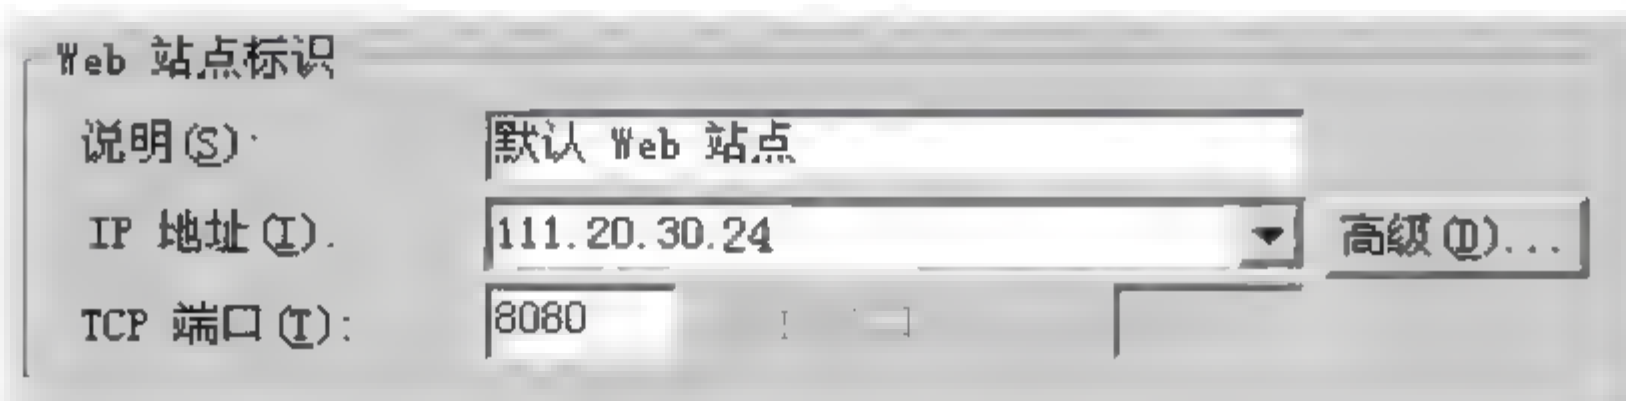 Web 站点标识
说明(S):
默认 Web 站点
IP 地址(I).
111.20.30.24
高级(D)...
TCP 端口(T):
8080